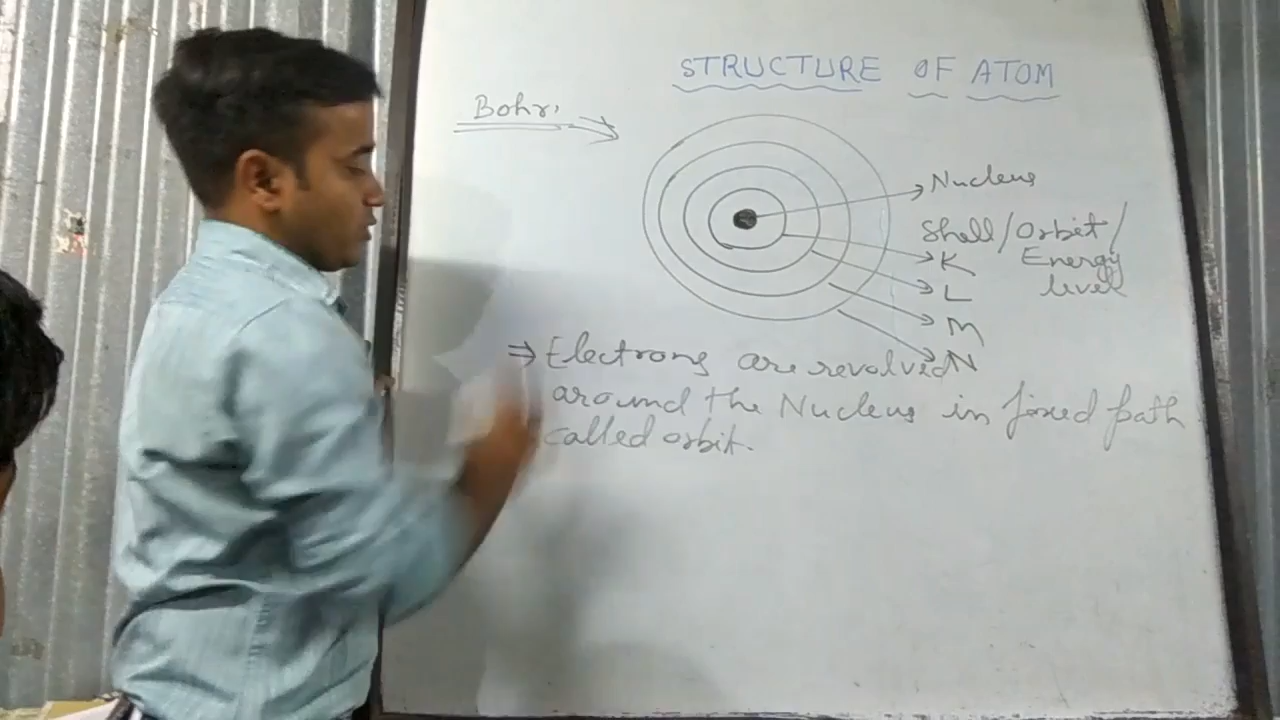 STRUCTURE OF ATOM
Bohr,
Nucleus
Shell/Orbit/
Energy
level
K
L
M
N
⇒ Electrons are revolved
around the Nucleus in fixed path
called orbit.